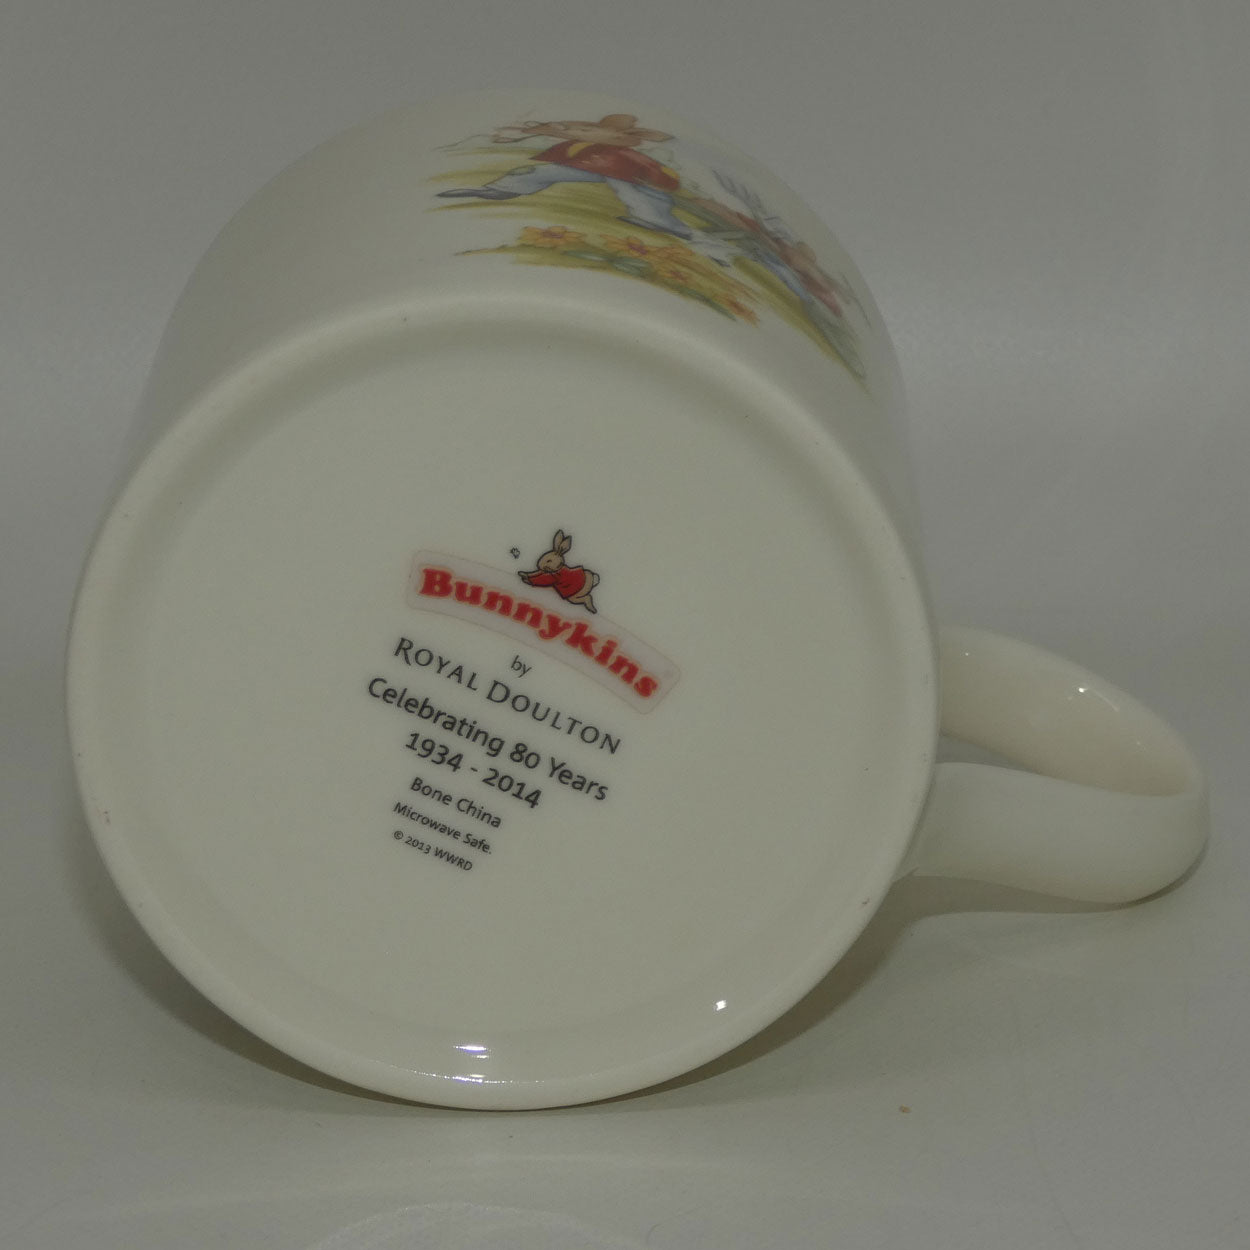 Bunnykins
by
ROYAL DOULTON
Celebrating 80 Years
1934 - 2014
Bone China
Microwave Safe.
© 2013 WWRD